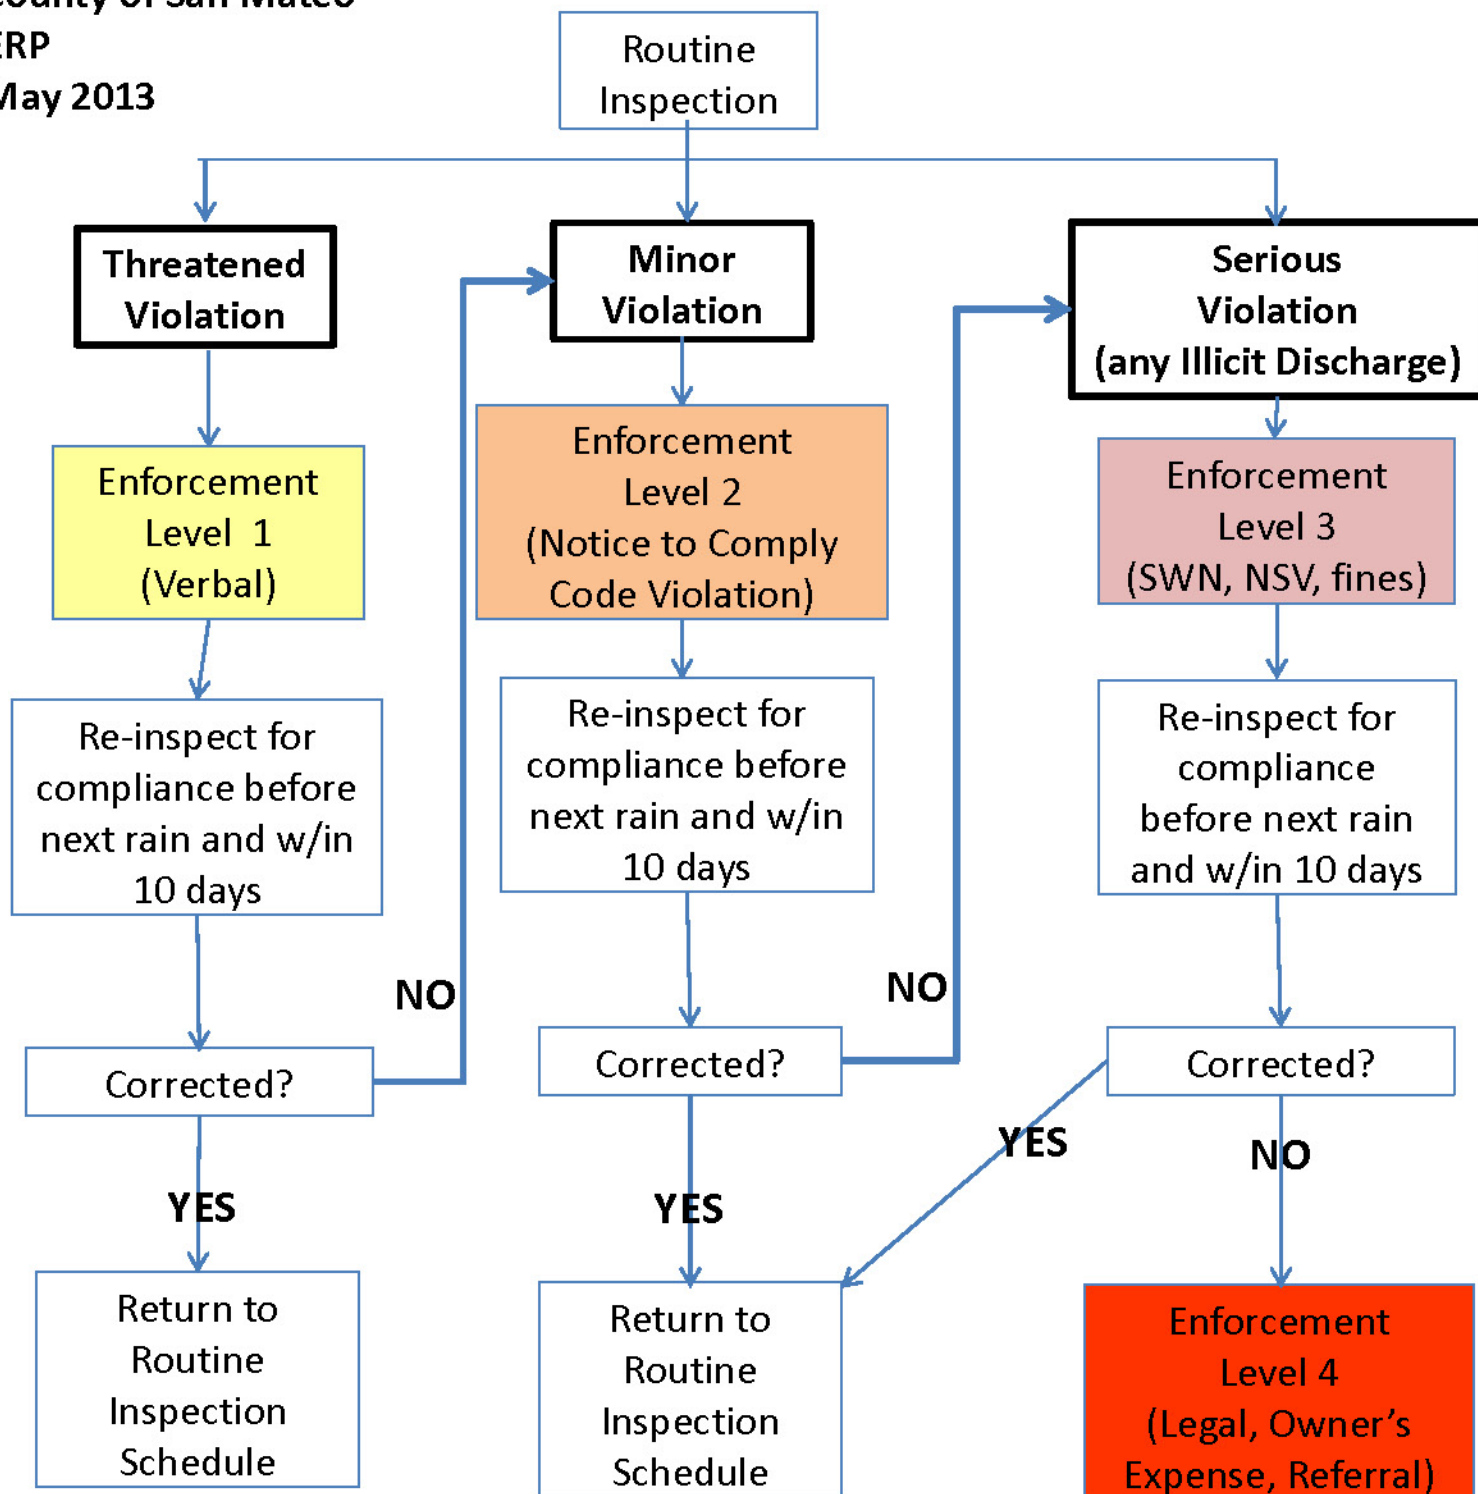 County of San Mateo
ERP
May 2013
Routine
Inspection
Threatened
Violation
Minor
Violation
Serious
Violation
(any Illicit Discharge)
Enforcement
Level 1
(Verbal)
Enforcement
Level 2
(Notice to Comply
Code Violation)
Enforcement
Level 3
(SWN, NSV, fines)
Re-inspect for
compliance before
next rain and w/in
10 days
Re-inspect for
compliance before
next rain and w/in
10 days
Re-inspect for
compliance
before next rain
and w/in 10 days
NO
NO
Corrected?
Corrected?
Corrected?
YES
YES
YES
NO
Return to
Routine
Inspection
Schedule
Return to
Routine
Inspection
Schedule
Enforcement
Level 4
(Legal, Owner’s
Expense, Referral)